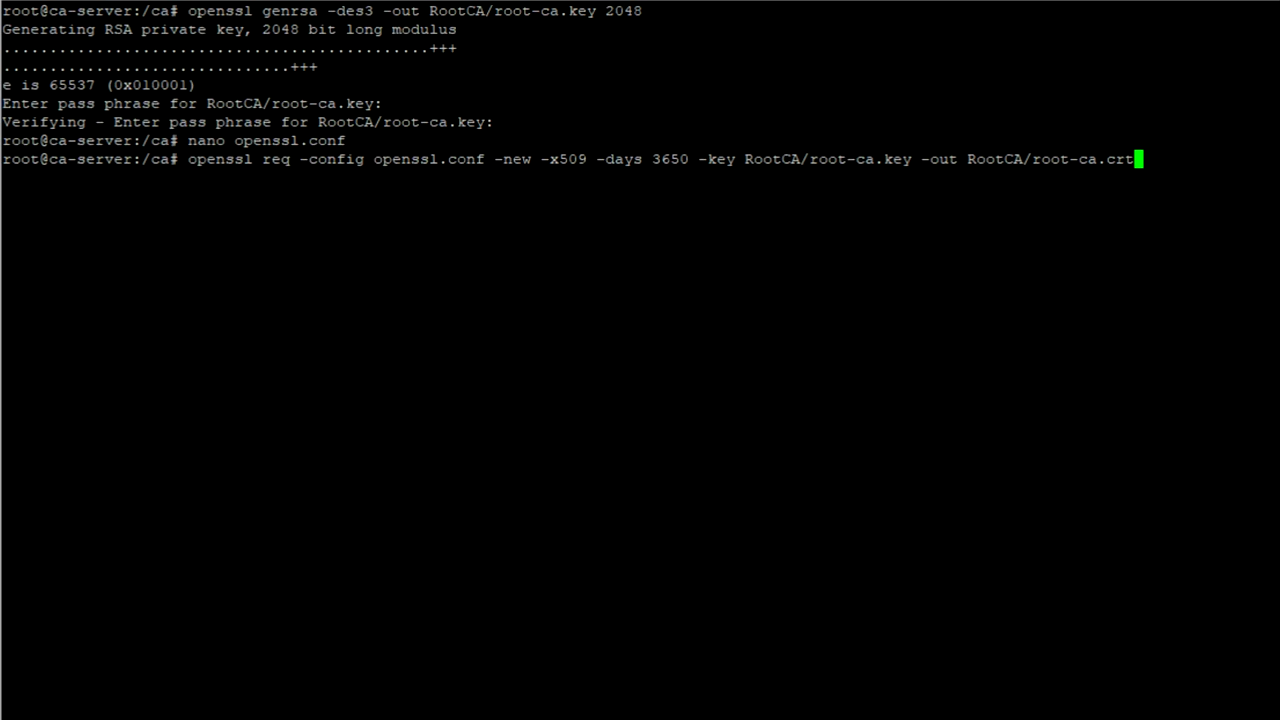 root@ca-server:/ca# openssl genrsa -des3 -out RootCA/root-ca.key 2048
Generating RSA private key, 2048 bit long modulus
..............................................+++
...............................+++
e is 65537 (0x010001)
Enter pass phrase for RootCA/root-ca.key:
Verifying - Enter pass phrase for RootCA/root-ca.key:
root@ca-server:/ca# nano openssl.conf
root@ca-server:/ca# openssl req -config openssl.conf -new -x509 -days 3650 -key RootCA/root-ca.key -out RootCA/root-ca.crt